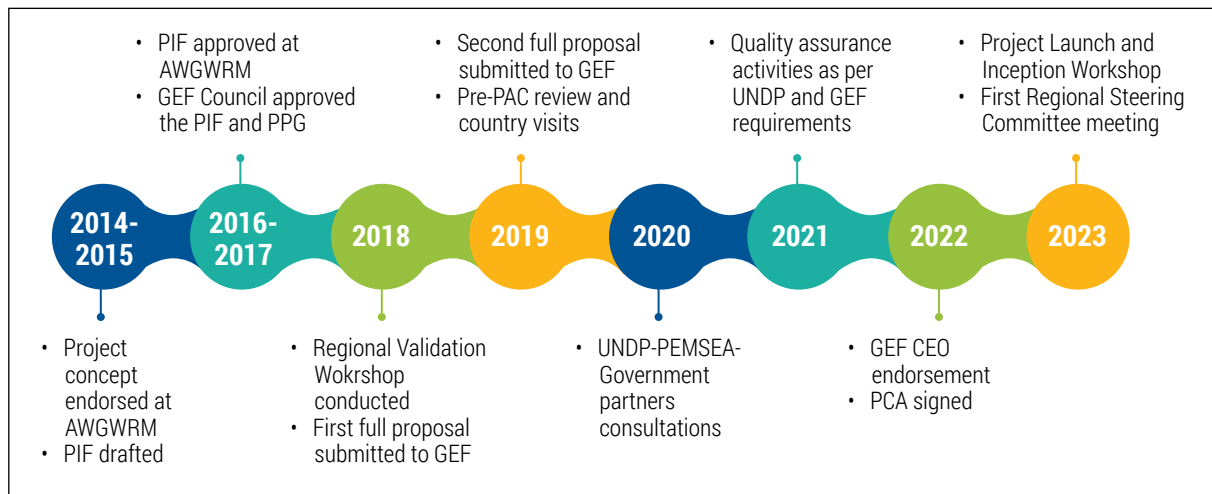 • PIF approved at
AWGWRM
• GEF Council approved
the PIF and PPG
• Second full proposal
submitted to GEF
• Pre-PAC review and
country visits
• Quality assurance
activities as per
UNDP and GEF
requirements
• Project Launch and
Inception Workshop
• First Regional Steering
Committee meeting
2014-
2015
2016-
2017
2018
2019
2020
2021
2022
2023
• Project
concept
endorsed at
AWGWRM
• PIF drafted
• Regional Validation
Wokrshop
conducted
• First full proposal
submitted to GEF
• UNDP-PEMSEA-
Government
partners
consultations
• GEF CEO
endorsement
• PCA signed